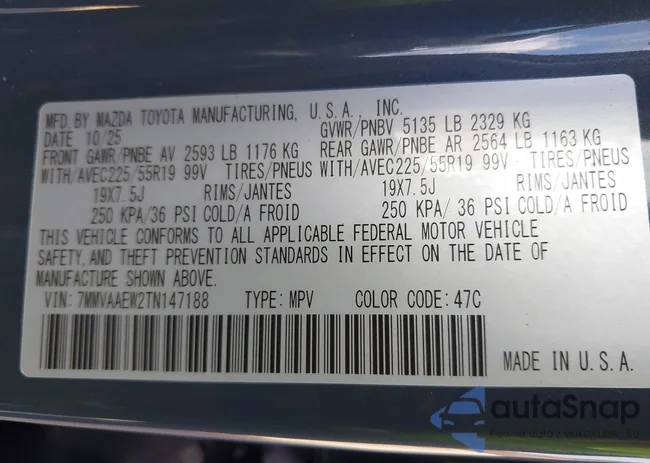 MFD. BY MAZDA TOYOTA MANUFACTURING, U.S.A., INC.
DATE 10/25 GVWR/PNBV 5135 LB 2329 KG
FRONT GAWR/PNBE AV 2593 LB 1176 KG REAR GAWR/PNBE AR 2564 LB 1163 KG
WITH/AVEC225/55R19 99V TIRES/PNEUS WITH/AVEC225/55R19 99V TIRES/PNEUS
19X7.5J RIMS/JANTES 19X7.5J RIMS/JANTES
250 KPA/36 PSI COLD/A FROID 250 KPA/ 36 PSI COLD/A FROID
THIS VEHICLE CONFORMS TO ALL APPLICABLE FEDERAL MOTOR VEHICLE
SAFETY, AND THEFT PREVENTION STANDARDS IN EFFECT ON THE DATE OF
MANUFACTURE SHOWN ABOVE.
VIN: 7MMVAAEW2TN147188 TYPE: MPV COLOR CODE: 47C
MADE IN U.S.A.
autaSnap